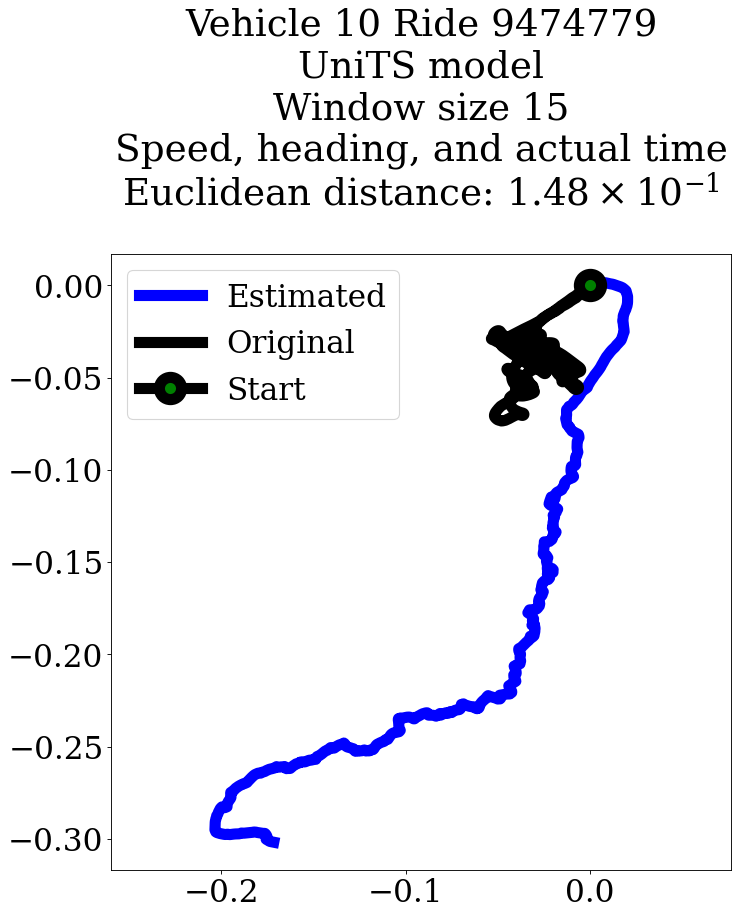 Vehicle 10 Ride 9474779
UniTS model
Window size 15
Speed, heading, and actual time
Euclidean distance: 1.48 × 10⁻¹
Estimated
Original
Start
0.00
−0.05
−0.10
−0.15
−0.20
−0.25
−0.30
−0.2
−0.1
0.0